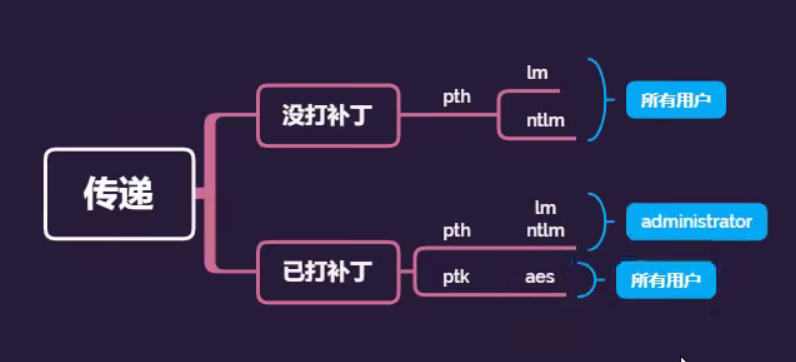 传递
没打补丁
pth
lm
ntlm
所有用户
已打补丁
pth
lm
ntlm
administrator
ptk
aes
所有用户